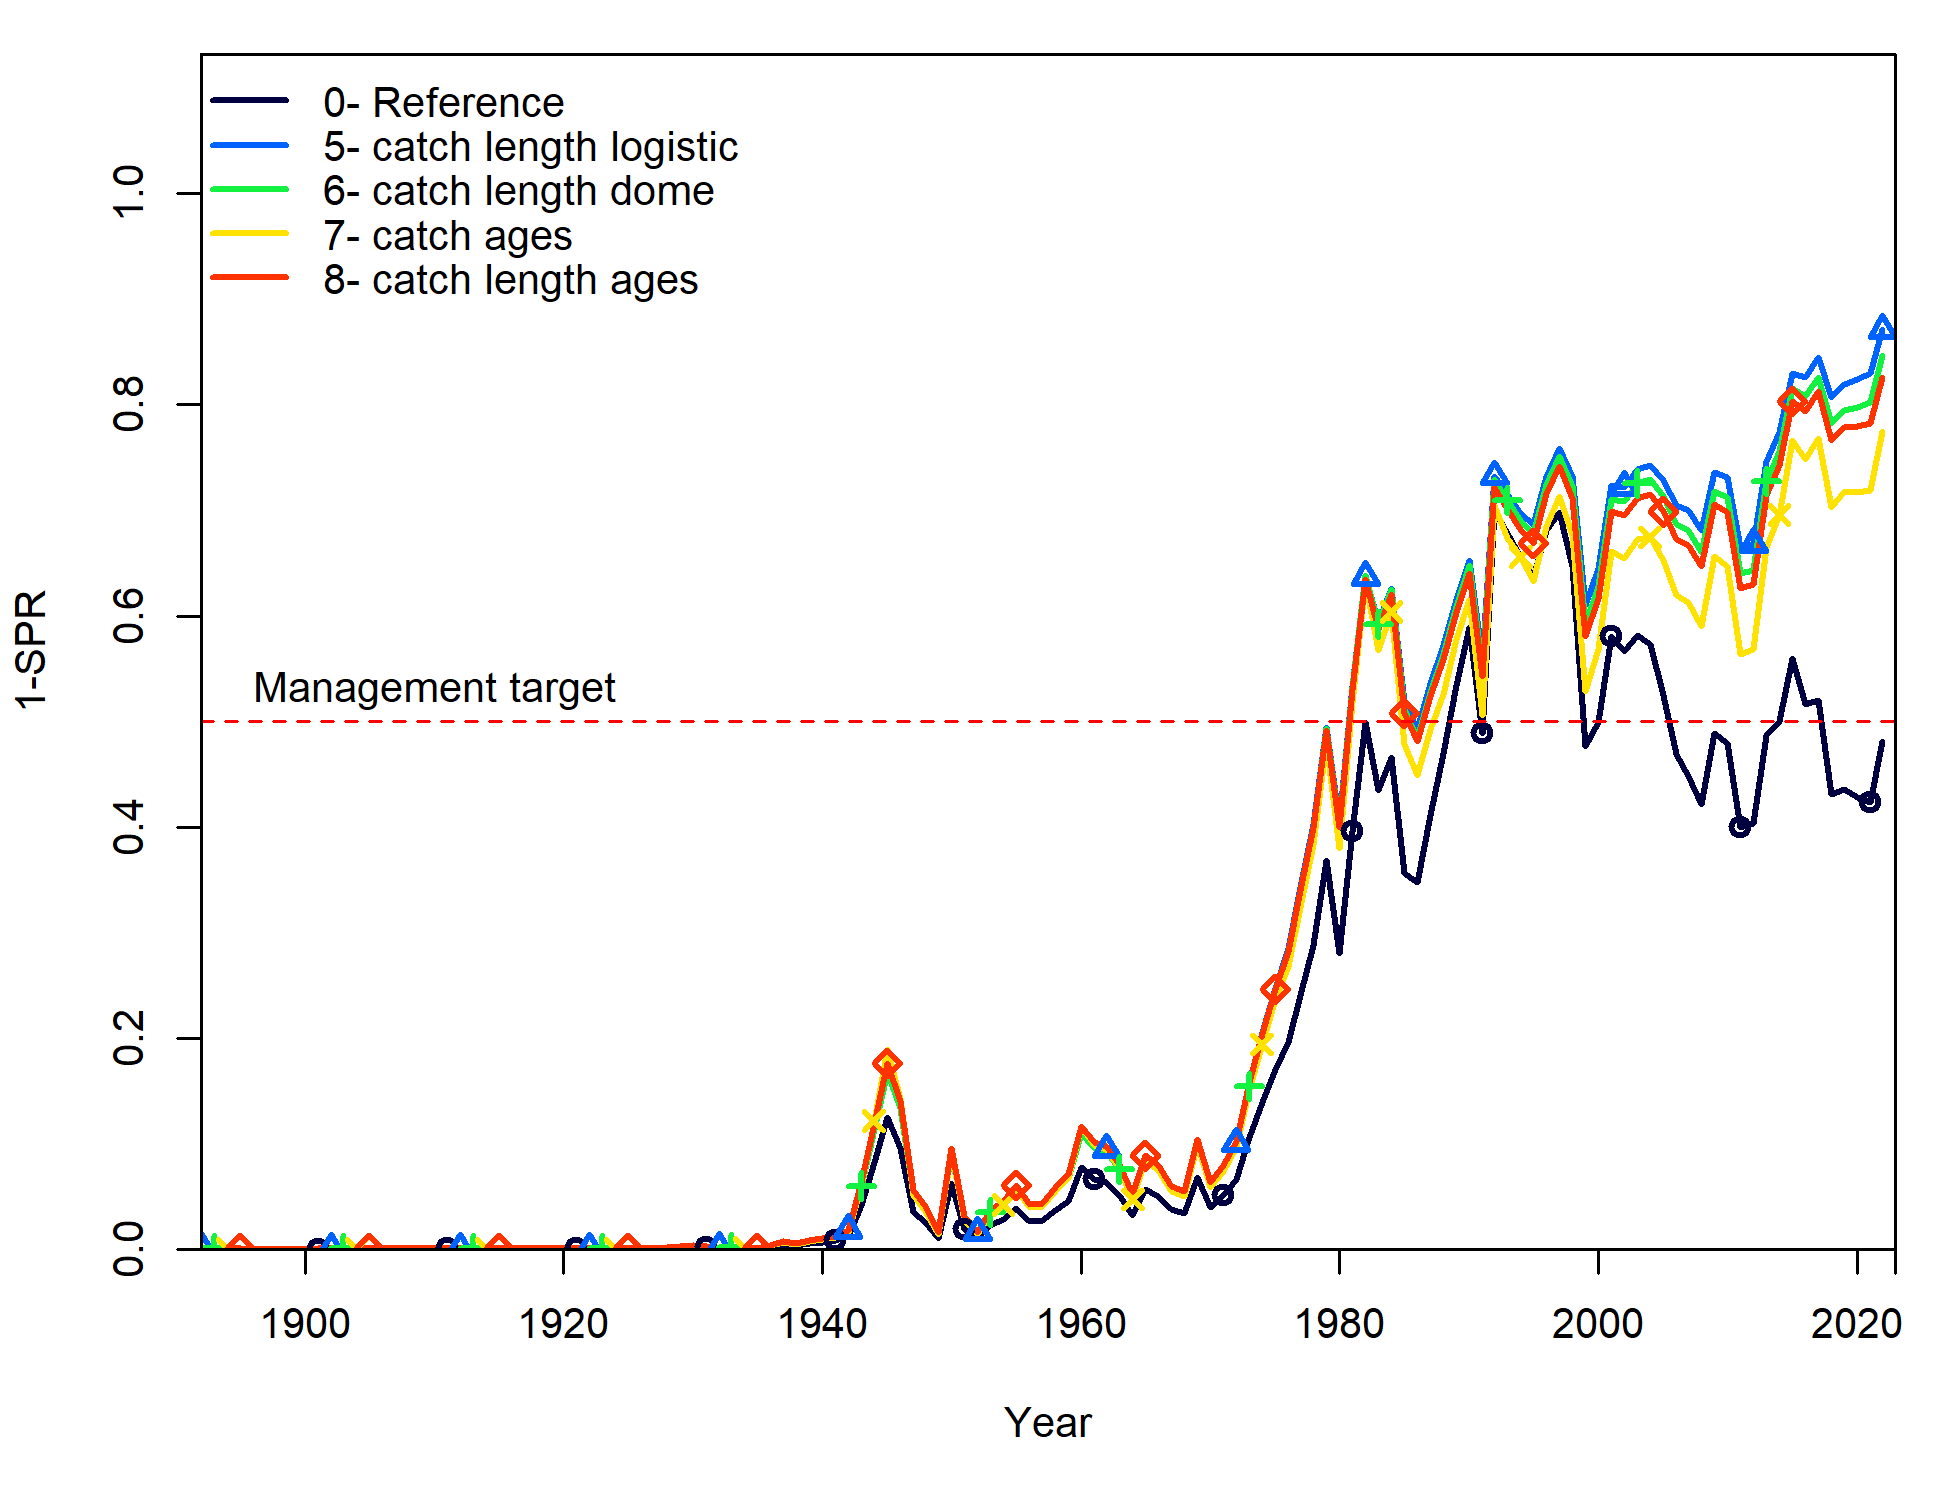 0- Reference
5- catch length logistic
6- catch length dome
7- catch ages
8- catch length ages
1.0
0.8
0.6
0.4
0.2
0.0
1-SPR
Management target
1900 1920 1940 1960 1980 2000 2020
Year